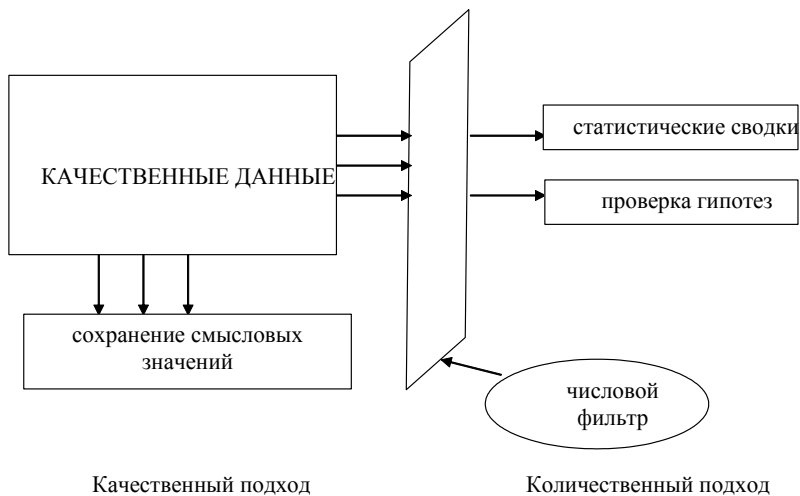 статистические сводки
КАЧЕСТВЕННЫЕ ДАННЫЕ
проверка гипотез
сохранение смысловых
значений
числовой
фильтр
Качественный подход
Количественный подход